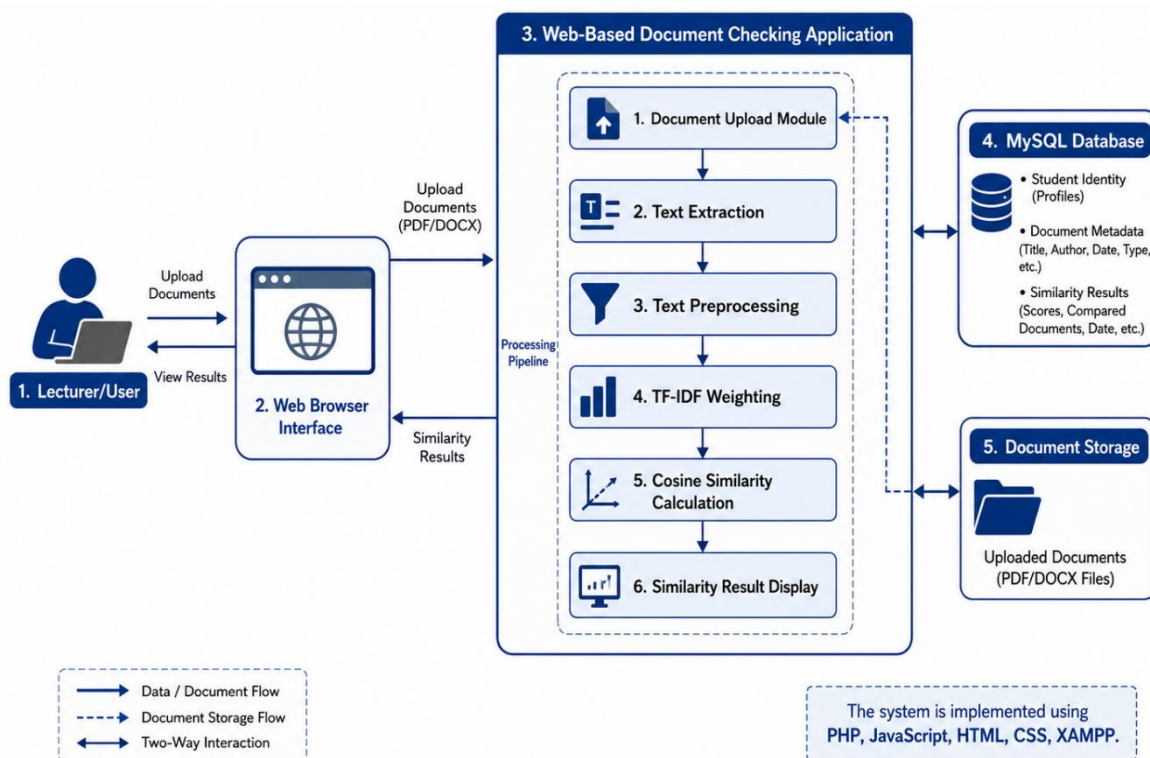 3. Web-Based Document Checking Application
1. Document Upload Module
2. Text Extraction
3. Text Preprocessing
Processing
Pipeline
4. TF-IDF Weighting
5. Cosine Similarity
Calculation
6. Similarity Result Display
Upload
Documents
(PDF/DOCX)
Upload
Documents
View Results
1. Lecturer/User
2. Web Browser
Interface
Similarity
Results
4. MySQL Database
• Student Identity
(Profiles)
• Document Metadata
(Title, Author, Date, Type,
etc.)
• Similarity Results
(Scores, Compared
Documents, Date, etc.)
5. Document Storage
Uploaded Documents
(PDF/DOCX Files)
Data / Document Flow
Document Storage Flow
Two-Way Interaction
The system is implemented using
PHP, JavaScript, HTML, CSS, XAMPP.
T